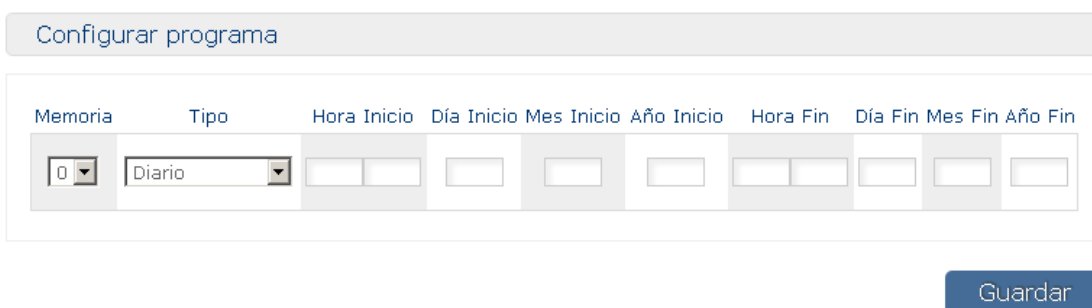 Configurar programa
Memoria Tipo Hora Inicio Día Inicio Mes Inicio Año Inicio Hora Fin Día Fin Mes Fin Año Fin
0 Diario
Guardar